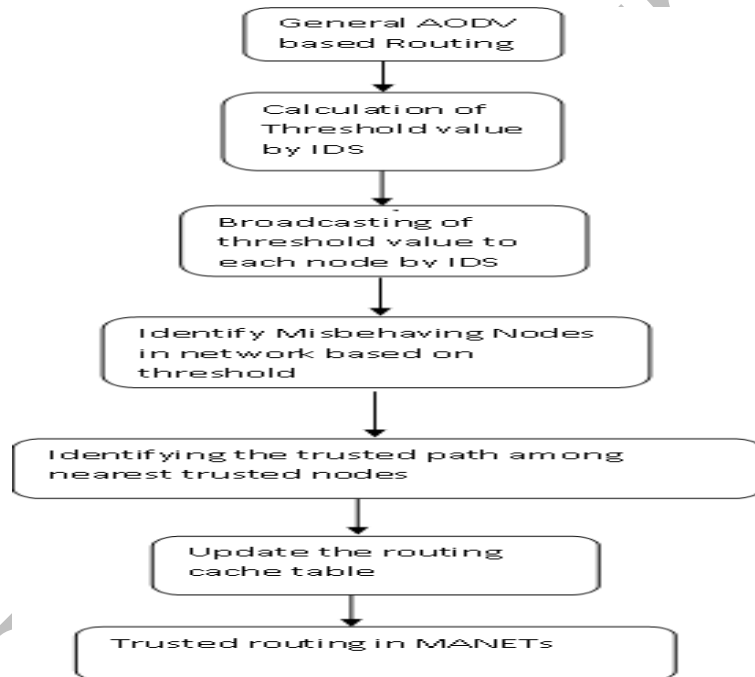 General AODV
based Routing
Calculation of
Threshold value
by IDS
Broadcasting of
threshold value to
each node by IDS
Identify Misbehaving Nodes
in network based on
threshold
Identifying the trusted path among
nearest trusted nodes
Update the routing
cache table
Trusted routing in MANETs